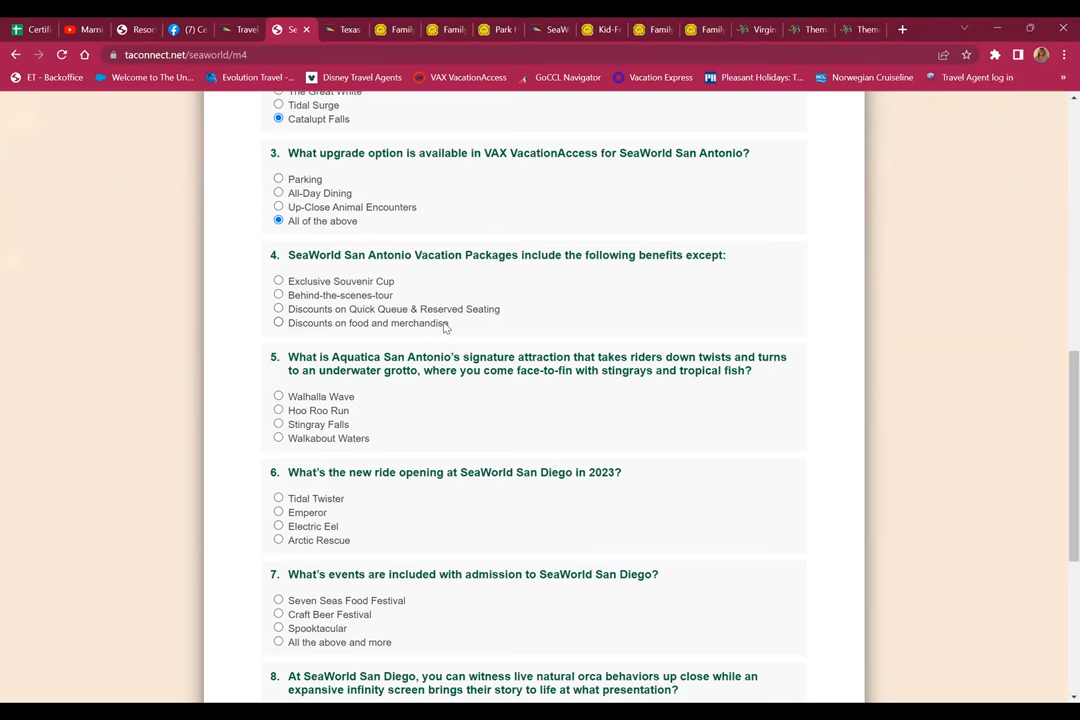 Certifi
Marni
Resor
(7) Ce
Travel
Se
Texas
Family
Family
Park H
SeaW
Kid-Fr
Family
Family
Virgin
Them
Them
taconnect.net/seaworld/m4
ET - Backoffice
Welcome to The Un...
Evolution Travel -...
Disney Travel Agents
VAX VacationAccess
GoCCL Navigator
Vacation Express
Pleasant Holidays: T...
Norwegian Cruiseline
Travel Agent log in
The Great White
Tidal Surge
Catalupt Falls
3. What upgrade option is available in VAX VacationAccess for SeaWorld San Antonio?
Parking
All-Day Dining
Up-Close Animal Encounters
All of the above
4. SeaWorld San Antonio Vacation Packages include the following benefits except:
Exclusive Souvenir Cup
Behind-the-scenes-tour
Discounts on Quick Queue & Reserved Seating
Discounts on food and merchandise
5. What is Aquatica San Antonio's signature attraction that takes riders down twists and turns
to an underwater grotto, where you come face-to-fin with stingrays and tropical fish?
Walhalla Wave
Hoo Roo Run
Stingray Falls
Walkabout Waters
6. What's the new ride opening at SeaWorld San Diego in 2023?
Tidal Twister
Emperor
Electric Eel
Arctic Rescue
7. What's events are included with admission to SeaWorld San Diego?
Seven Seas Food Festival
Craft Beer Festival
Spooktacular
All the above and more
8. At SeaWorld San Diego, you can witness live natural orca behaviors up close while an
expansive infinity screen brings their story to life at what presentation?